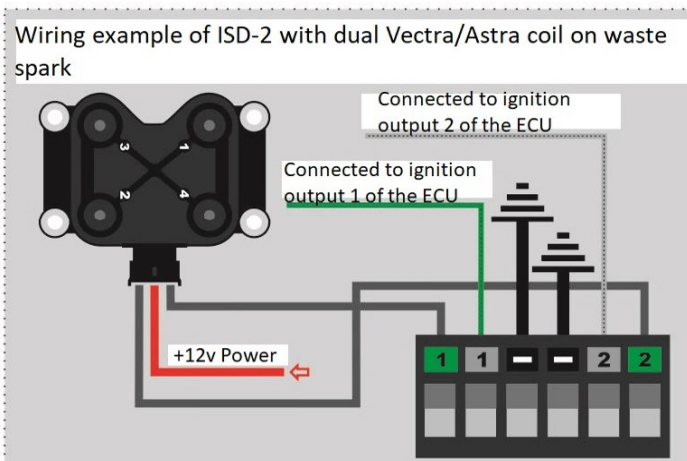 Wiring example of ISD-2 with dual Vectra/Astra coil on waste
spark
Connected to ignition
output 2 of the ECU
Connected to ignition
output 1 of the ECU
3 1
2 4
+12v Power
1 1 - - 2 2